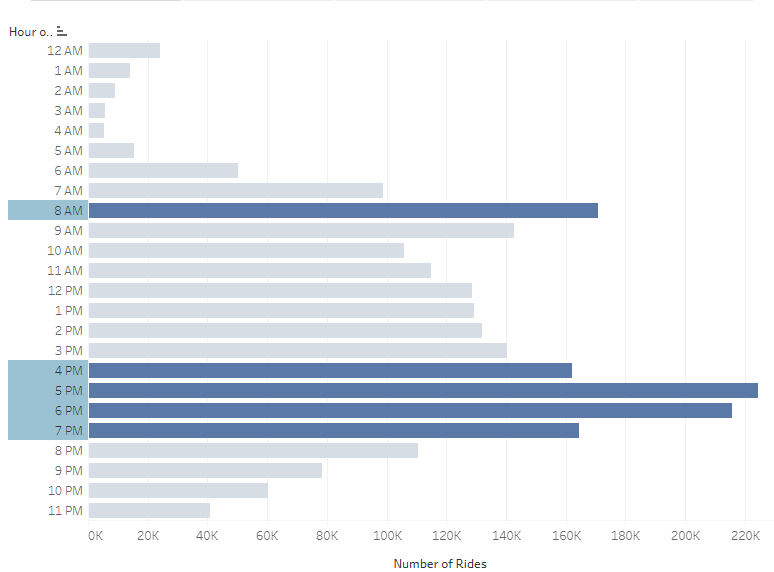 Hour o..
12 AM
1 AM
2 AM
3 AM
4 AM
5 AM
6 AM
7 AM
8 AM
9 AM
10 AM
11 AM
12 PM
1 PM
2 PM
3 PM
4 PM
5 PM
6 PM
7 PM
8 PM
9 PM
10 PM
11 PM
0K 20K 40K 60K 80K 100K 120K 140K 160K 180K 200K 220K
Number of Rides